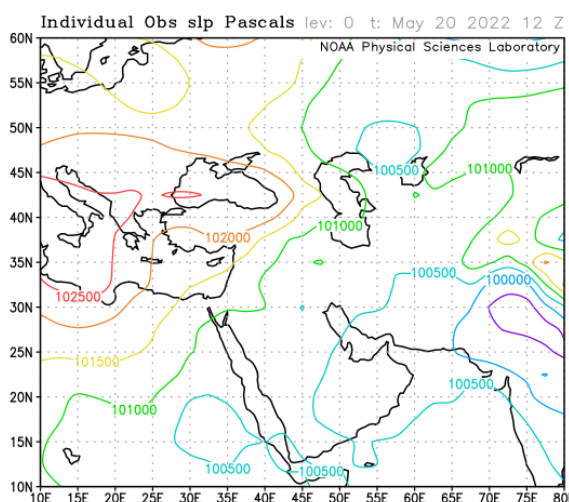 Individual Obs slp Pascals lev: 0 t: May 20 2022 12 Z
NOAA Physical Sciences Laboratory
60N
55N
50N
45N
40N
35N
30N
25N
20N
15N
10N
100500
101000
102000
101000
100500
100000
102500
101500
101000
100500
100500
100500
10E 15E 20E 25E 30E 35E 40E 45E 50E 55E 60E 65E 70E 75E 80E